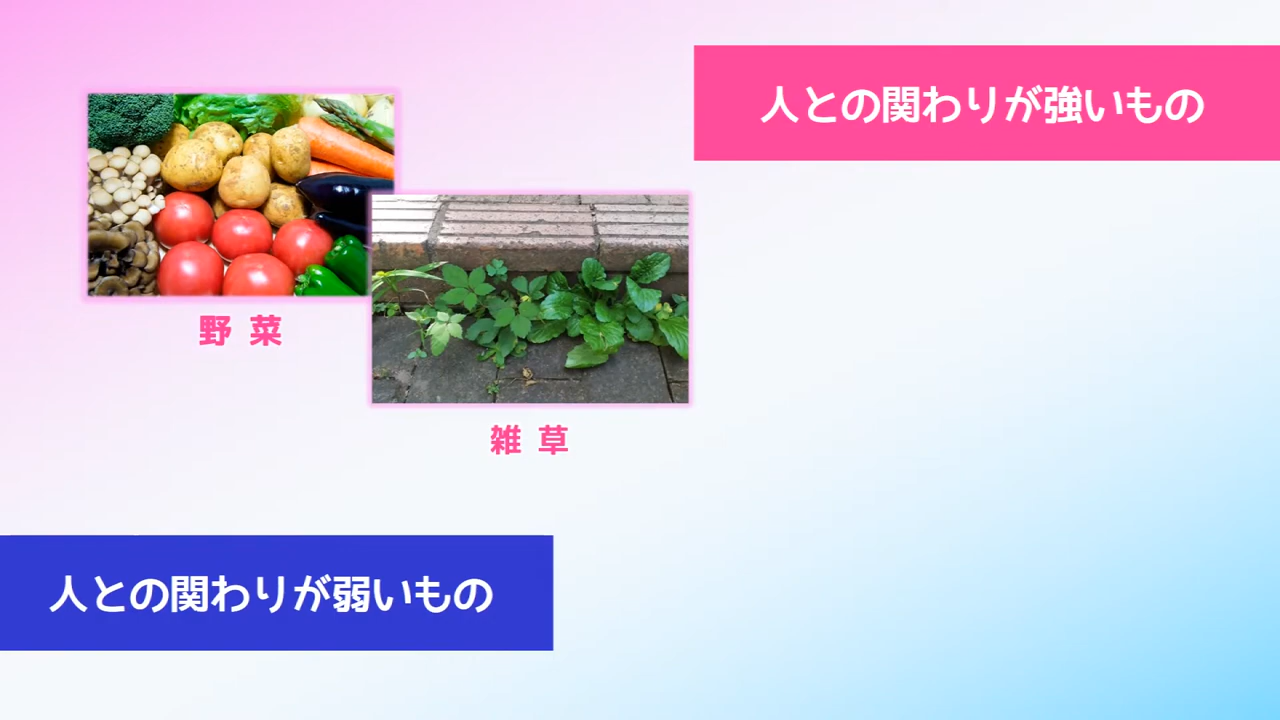 人との関わりが強いもの
野菜
雑草
人との関わりが弱いもの